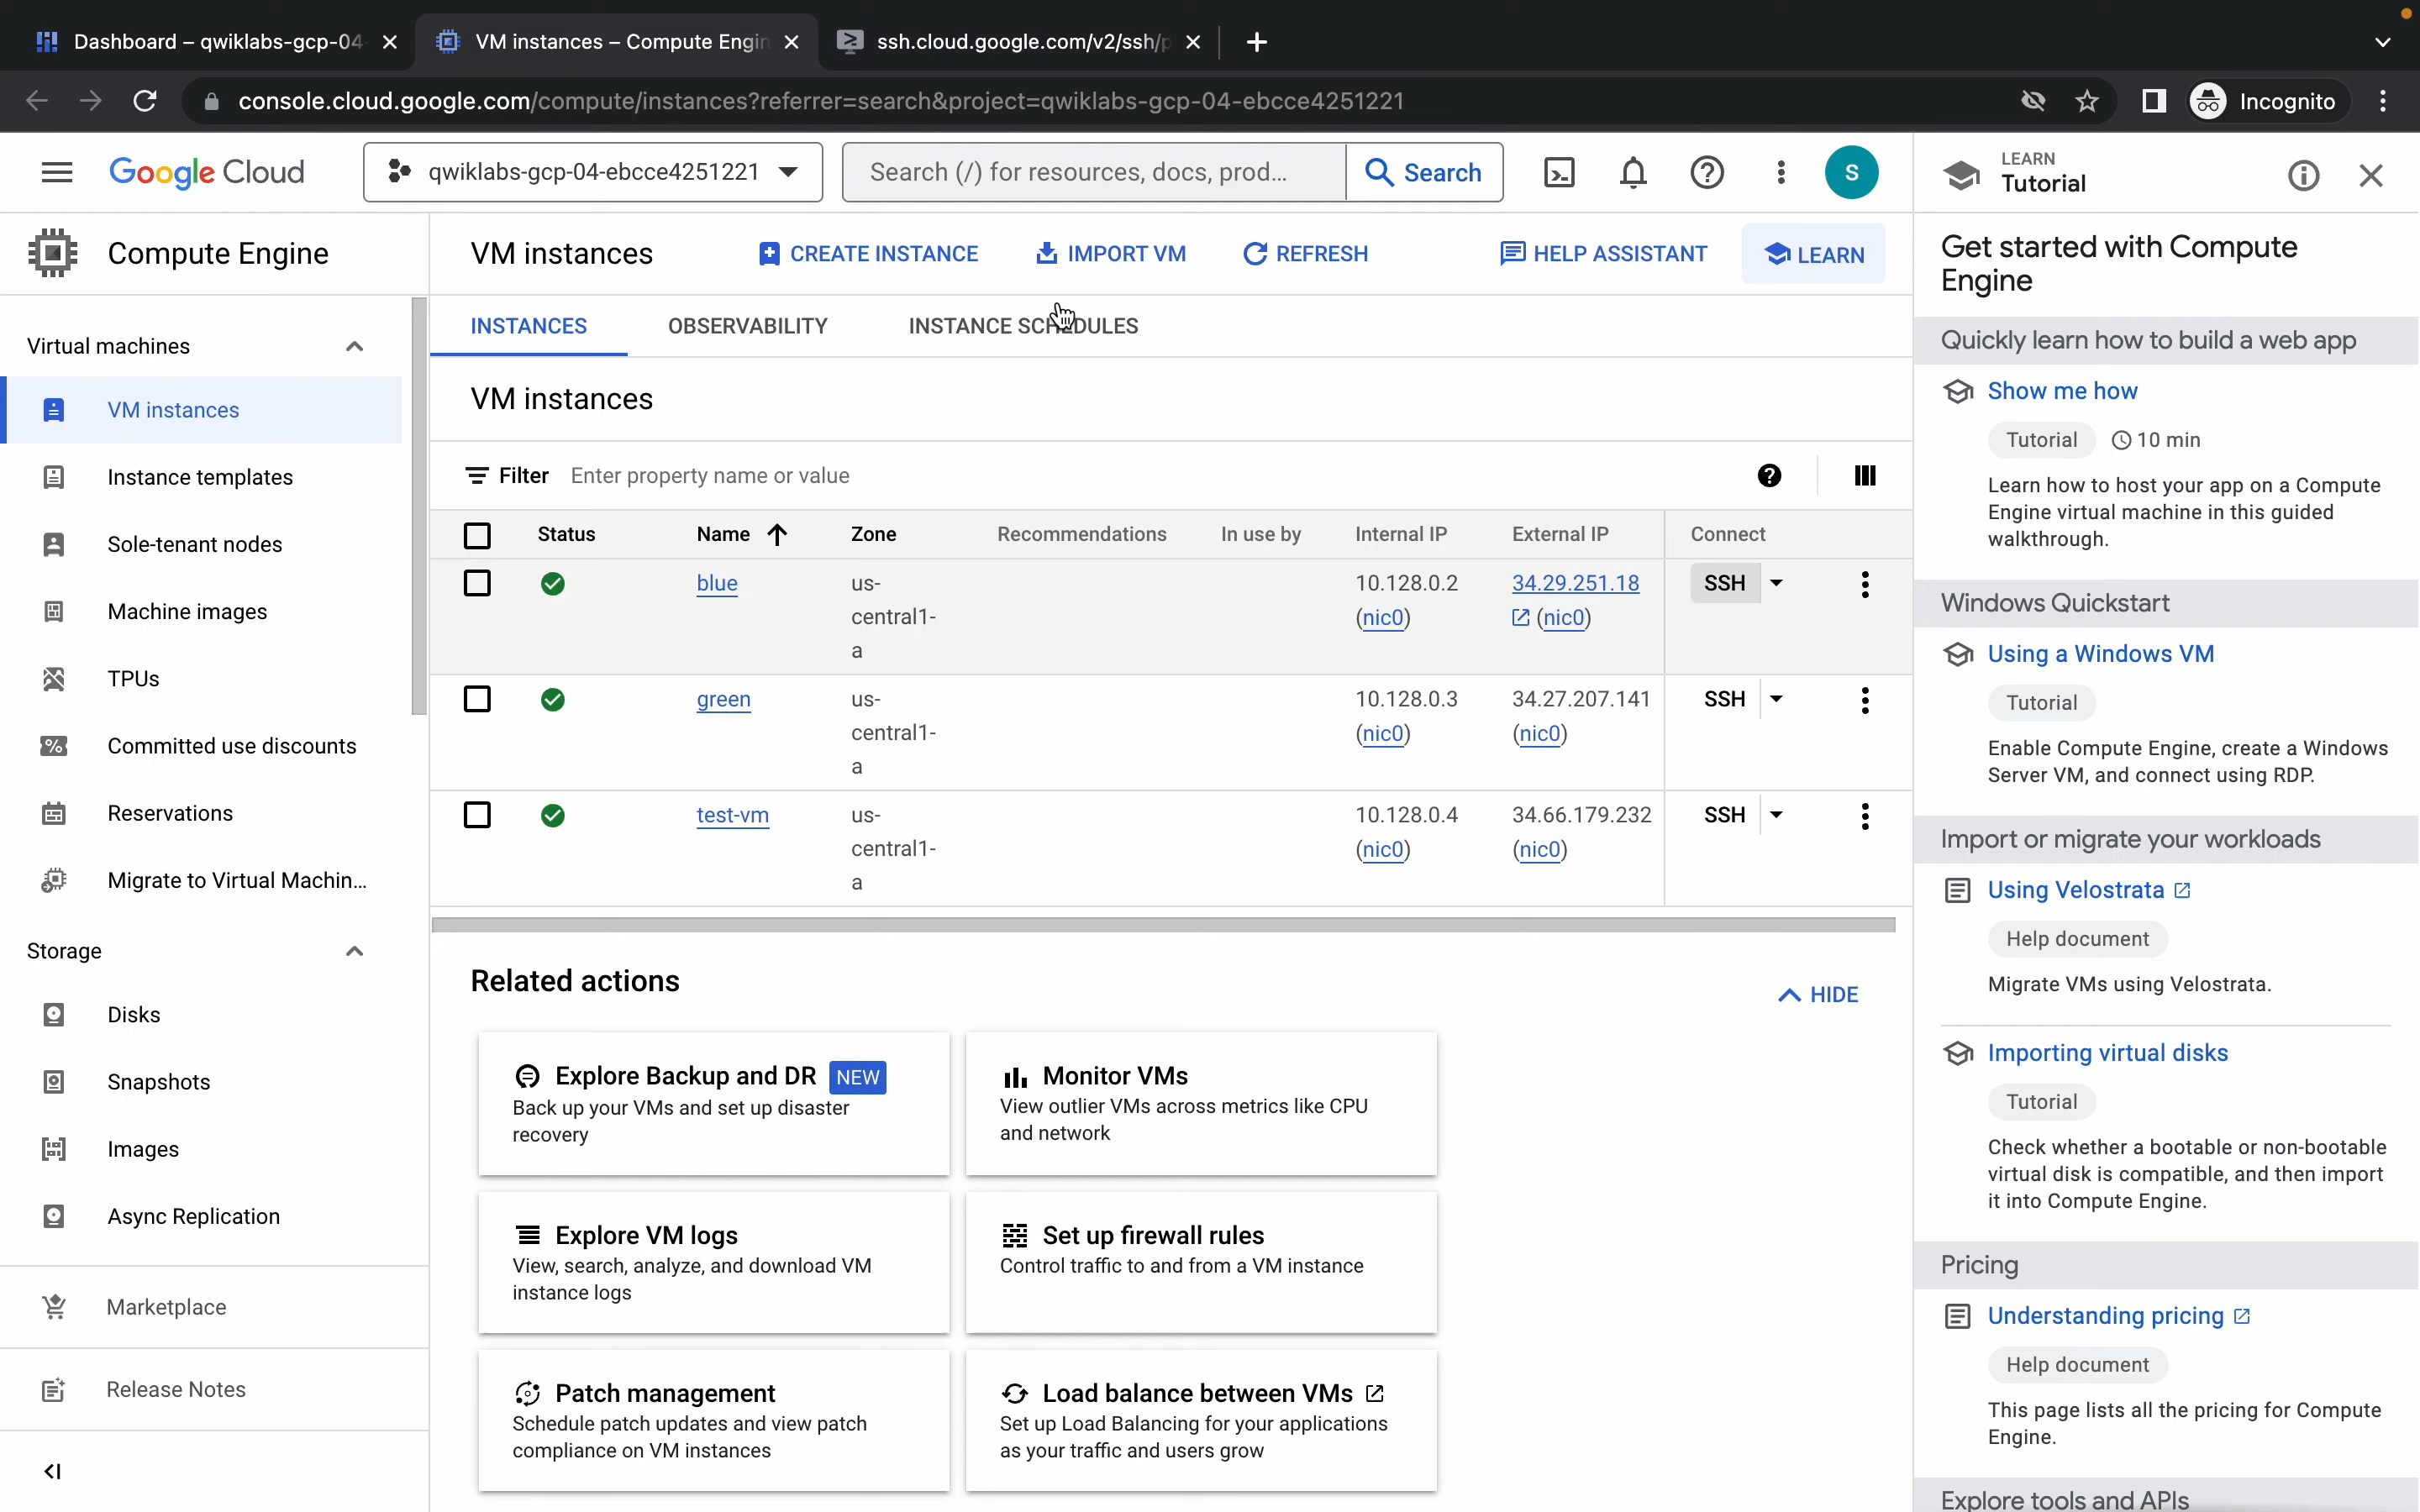 Dashboard – qwiklabs-gcp-04
VM instances – Compute Engin
ssh.cloud.google.com/v2/ssh/p
console.cloud.google.com/compute/instances?referrer=search&project=qwiklabs-gcp-04-ebcce4251221
Incognito
Google Cloud
qwiklabs-gcp-04-ebcce4251221
Search (/) for resources, docs, prod...
Search
S
LEARN
Tutorial
Compute Engine
VM instances
CREATE INSTANCE
IMPORT VM
REFRESH
HELP ASSISTANT
LEARN
Virtual machines
VM instances
Instance templates
Sole-tenant nodes
Machine images
TPUs
Committed use discounts
Reservations
Migrate to Virtual Machin...
Storage
Disks
Snapshots
Images
Async Replication
Marketplace
Release Notes
INSTANCES
OBSERVABILITY
INSTANCE SCHEDULES
VM instances
Filter Enter property name or value
Status Name Zone Recommendations In use by Internal IP External IP Connect
blue us- 10.128.0.2 34.29.251.18 SSH
central1- (nic0) (nic0)
a
green us- 10.128.0.3 34.27.207.141 SSH
central1- (nic0) (nic0)
a
test-vm us- 10.128.0.4 34.66.179.232 SSH
central1- (nic0) (nic0)
a
Related actions
HIDE
Explore Backup and DR NEW
Back up your VMs and set up disaster
recovery
Monitor VMs
View outlier VMs across metrics like CPU
and network
Explore VM logs
View, search, analyze, and download VM
instance logs
Set up firewall rules
Control traffic to and from a VM instance
Patch management
Schedule patch updates and view patch
compliance on VM instances
Load balance between VMs
Set up Load Balancing for your applications
as your traffic and users grow
Get started with Compute
Engine
Quickly learn how to build a web app
Show me how
Tutorial 10 min
Learn how to host your app on a Compute
Engine virtual machine in this guided
walkthrough.
Windows Quickstart
Using a Windows VM
Tutorial
Enable Compute Engine, create a Windows
Server VM, and connect using RDP.
Import or migrate your workloads
Using Velostrata
Help document
Migrate VMs using Velostrata.
Importing virtual disks
Tutorial
Check whether a bootable or non-bootable
virtual disk is compatible, and then import
it into Compute Engine.
Pricing
Understanding pricing
Help document
This page lists all the pricing for Compute
Engine.
Explore tools and APIs